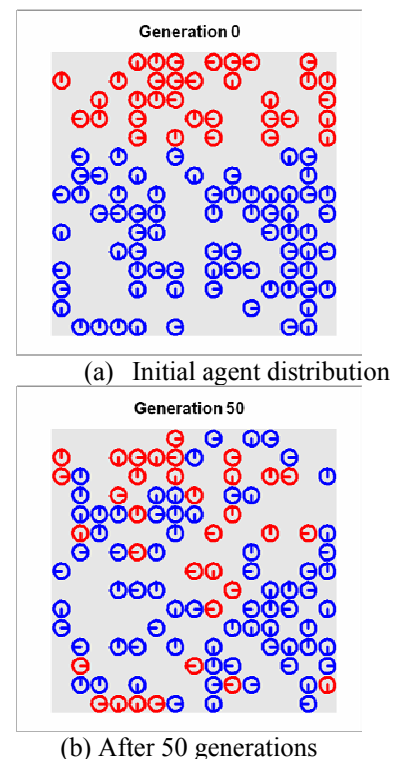 Generation 0
(a) Initial agent distribution
Generation 50
(b) After 50 generations